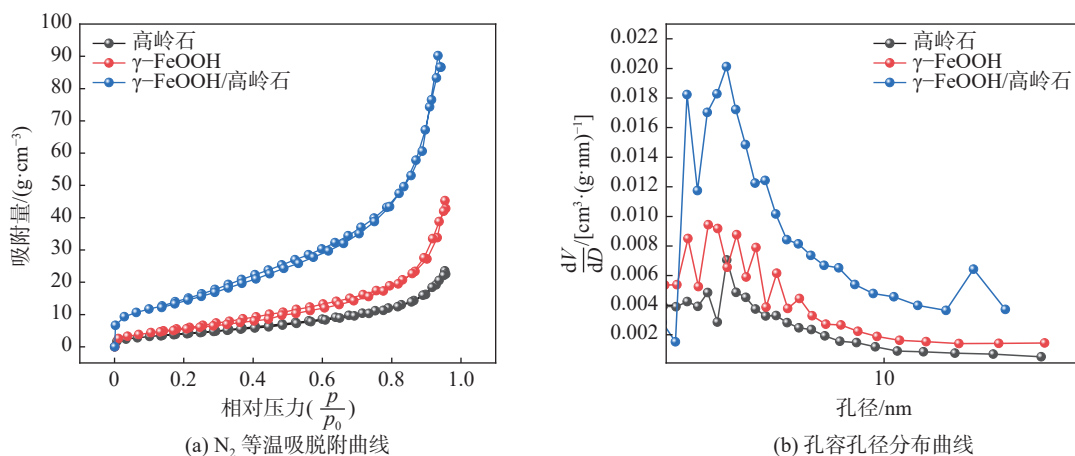 100
90
80
70
60
50
40
30
20
10
0
吸附量/(g·cm⁻³)
高岭石
γ−FeOOH
γ−FeOOH/高岭石
0 0.2 0.4 0.6 0.8 1.0
相对压力(p/p₀)
(a) N₂ 等温吸脱附曲线
0.022
0.020
0.018
0.016
0.014
0.012
0.010
0.008
0.006
0.004
0.002
dV/dD/[cm³·(g·nm)⁻¹]
高岭石
γ−FeOOH
γ−FeOOH/高岭石
10
孔径/nm
(b) 孔容孔径分布曲线